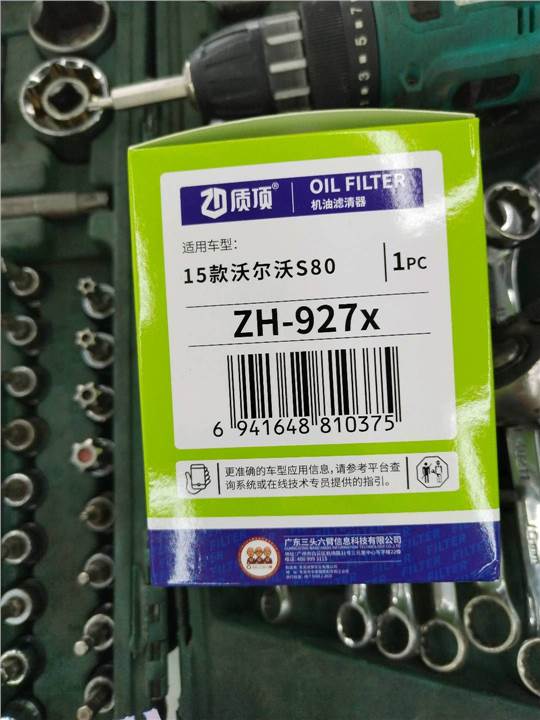 质顶®
OIL FILTER
机油滤清器
适用车型:
15款沃尔沃S80
1PC
ZH-927x
6 941648 810375
更准确的车型应用信息,请参考平台查
询系统或在线技术专员提供的指引。
广东三头六臂信息科技有限公司